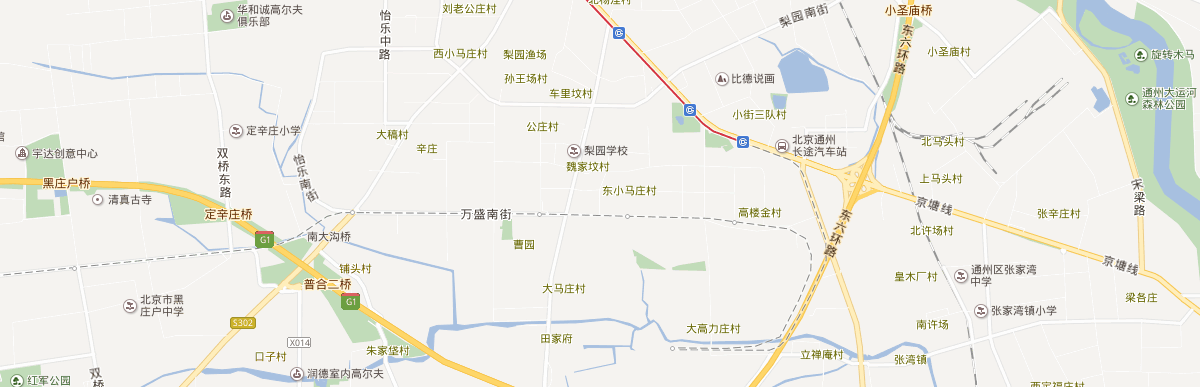 北杨洼村
华和诚高尔夫
俱乐部
怡乐中路
刘老公庄村
梨园南街
小圣庙桥
东六环路
西小马庄村
梨园渔场
小圣庙村
旋转木马
孙王场村
比德说画
车里坟村
通州大运河
森林公园
小街三队村
定辛庄小学
大稿村
公庄村
辛庄
梨园学校
北京通州
长途汽车站
北马头村
馆
宇达创意中心
双桥东路
怡乐南街
魏家坟村
上马头村
黑庄户桥
东小马庄村
清真古寺
京塘线
定辛庄桥
万盛南街
高楼金村
张辛庄村
东六环路
北许场村
南大沟桥
G1
曹园
铺头村
京塘线
通州区张家湾
中学
皇木厂村
普合二桥
大马庄村
北京市黑
庄户中学
G1
梁各庄
张家湾镇小学
S302
南许场
大高力庄村
X014
田家府
口子村
朱家垡村
立禅庵村
张湾镇
双
润德室内高尔夫
红军公园
西定福庄村